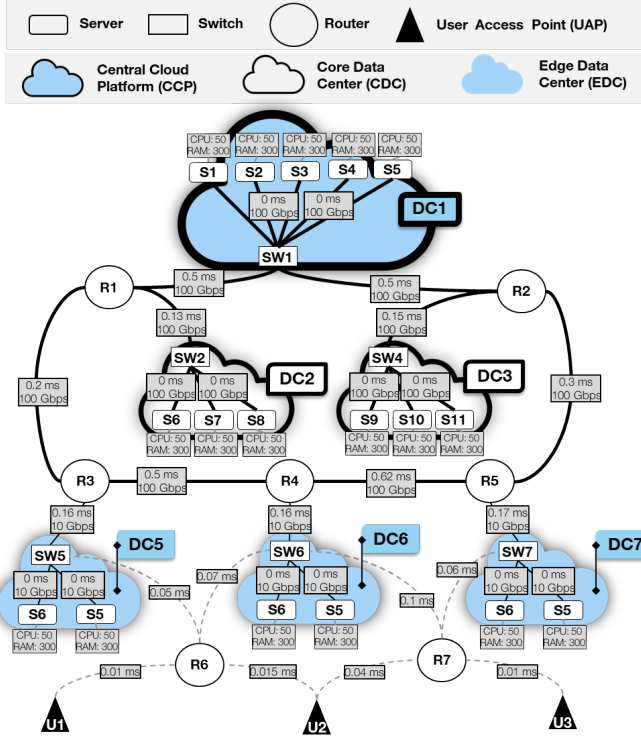 Server
Switch
Router
User Access Point (UAP)
Central Cloud
Platform (CCP)
Core Data
Center (CDC)
Edge Data
Center (EDC)
CPU: 50
RAM: 300
CPU: 50
RAM: 300
CPU: 50
RAM: 300
CPU: 50
RAM: 300
CPU: 50
RAM: 300
S1
S2
S3
S4
S5
0 ms
100 Gbps
0 ms
100 Gbps
DC1
SW1
R1
0.5 ms
100 Gbps
0.5 ms
100 Gbps
R2
0.13 ms
100 Gbps
0.15 ms
100 Gbps
SW2
SW4
DC2
DC3
0 ms
100 Gbps
0 ms
100 Gbps
0 ms
100 Gbps
0 ms
100 Gbps
0.2 ms
100 Gbps
0.3 ms
100 Gbps
S6
S7
S8
S9
S10
S11
CPU: 50
RAM: 300
CPU: 50
RAM: 300
CPU: 50
RAM: 300
CPU: 50
RAM: 300
CPU: 50
RAM: 300
CPU: 50
RAM: 300
R3
0.5 ms
100 Gbps
R4
0.62 ms
100 Gbps
R5
0.16 ms
10 Gbps
0.16 ms
10 Gbps
0.17 ms
10 Gbps
DC5
DC6
DC7
SW5
SW6
SW7
0 ms
10 Gbps
0 ms
10 Gbps
0.05 ms
0.07 ms
0 ms
10 Gbps
0 ms
10 Gbps
0.1 ms
0.06 ms
0 ms
10 Gbps
0 ms
10 Gbps
S6
S5
S6
S5
S6
S5
CPU: 50
RAM: 300
CPU: 50
RAM: 300
CPU: 50
RAM: 300
CPU: 50
RAM: 300
CPU: 50
RAM: 300
CPU: 50
RAM: 300
R6
R7
0.01 ms
0.015 ms
0.04 ms
0.01 ms
U1
U2
U3